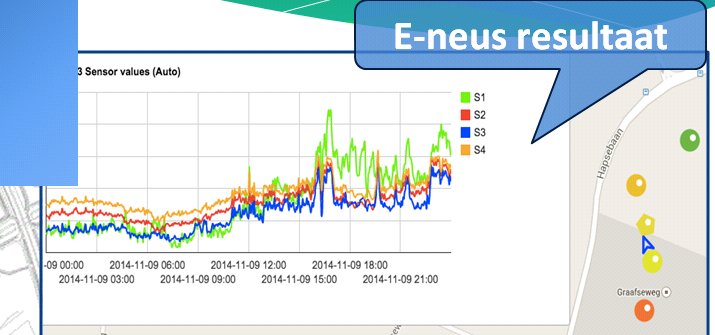 E-neus resultaat
3 Sensor values (Auto)
S1
S2
S3
S4
Hapsebaan
-09 00:00
2014-11-09 06:00
2014-11-09 12:00
2014-11-09 18:00
2014-11-09 03:00
2014-11-09 09:00
2014-11-09 15:00
2014-11-09 21:00
Graafseweg